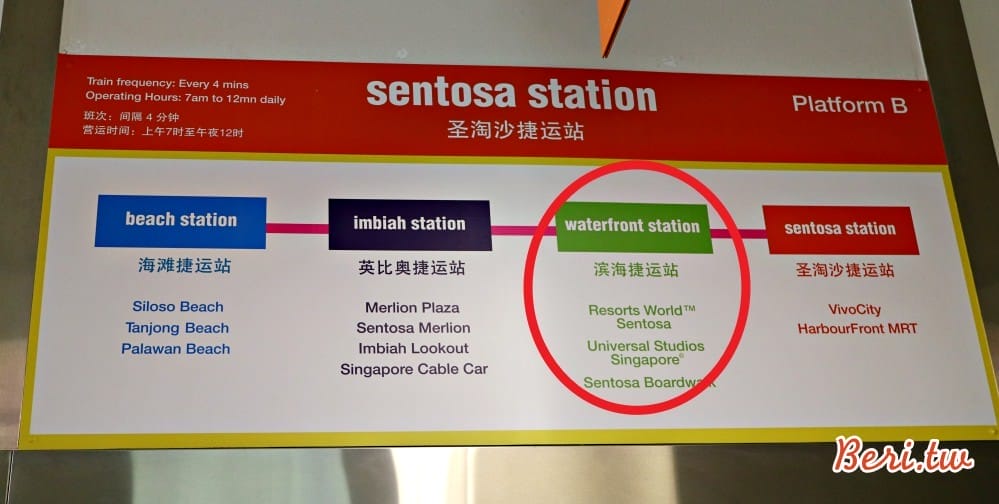 Train frequency: Every 4 mins
Operating Hours: 7am to 12mn daily
班次：间隔 4 分钟
营运时间：上午7时至午夜12时
sentosa station
圣淘沙捷运站
Platform B
beach station
海滩捷运站
Siloso Beach
Tanjong Beach
Palawan Beach
imbiah station
英比奥捷运站
Merlion Plaza
Sentosa Merlion
Imbiah Lookout
Singapore Cable Car
waterfront station
滨海捷运站
Resorts World™
Sentosa
Universal Studios
Singapore®
Sentosa Boardwalk
sentosa station
圣淘沙捷运站
VivoCity
HarbourFront MRT
Beri.tw